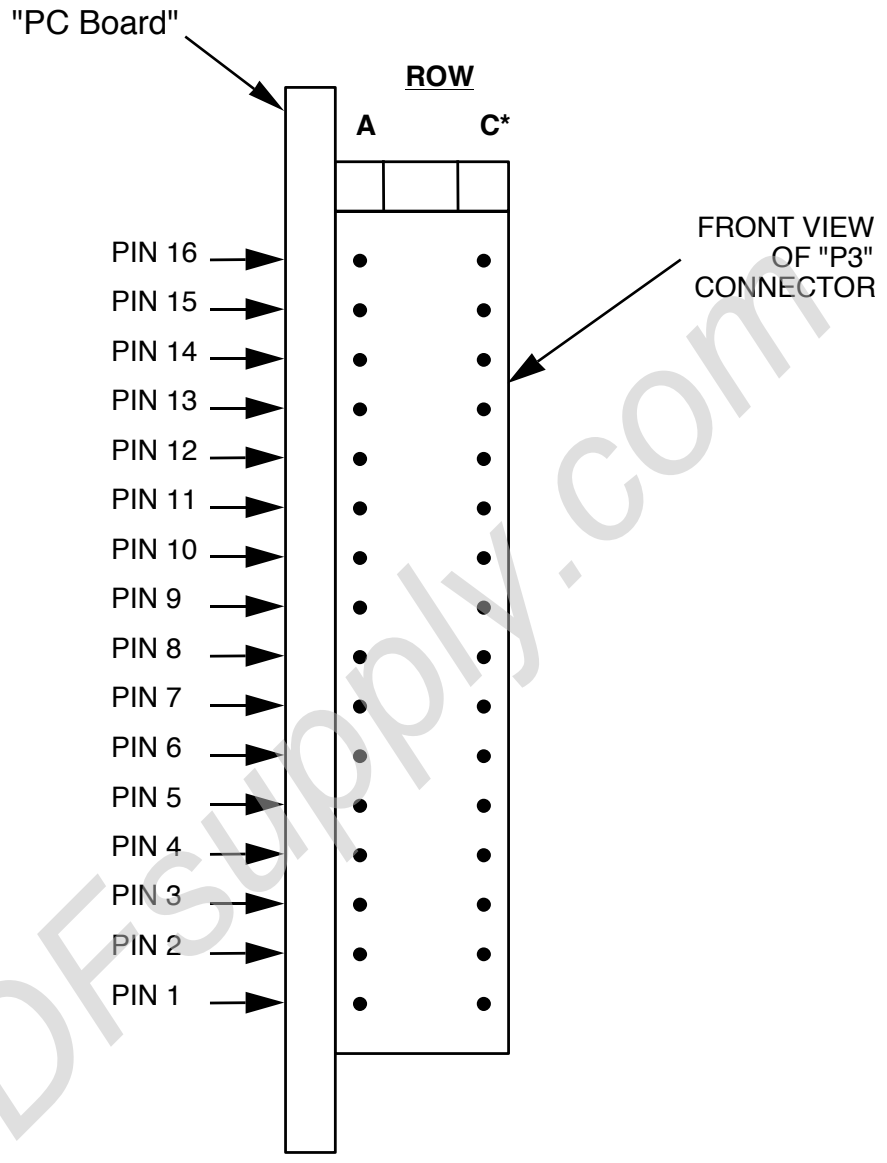 "PC Board"
ROW
A C*
FRONT VIEW
OF "P3"
CONNECTOR
PIN 16
PIN 15
PIN 14
PIN 13
PIN 12
PIN 11
PIN 10
PIN 9
PIN 8
PIN 7
PIN 6
PIN 5
PIN 4
PIN 3
PIN 2
PIN 1
DFsupply.com